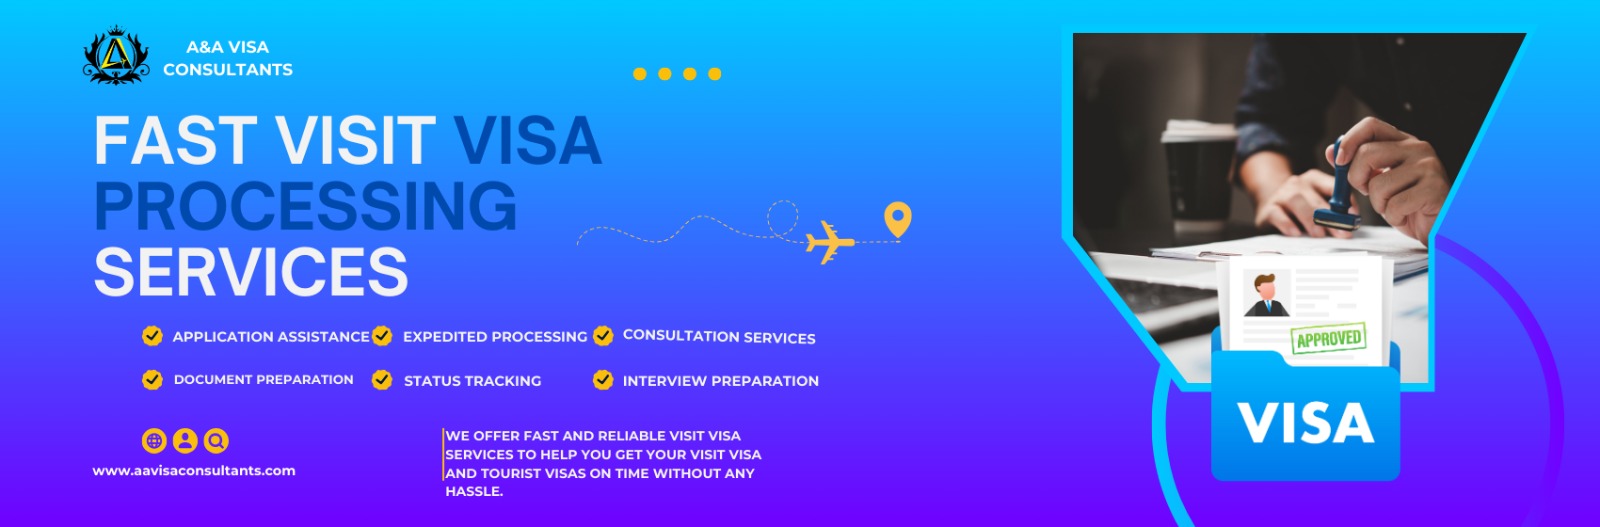 A&A VISA
CONSULTANTS
FAST VISIT VISA
PROCESSING
SERVICES
APPLICATION ASSISTANCE
EXPEDITED PROCESSING
CONSULTATION SERVICES
DOCUMENT PREPARATION
STATUS TRACKING
INTERVIEW PREPARATION
www.aavisaconsultants.com
WE OFFER FAST AND RELIABLE VISIT VISA
SERVICES TO HELP YOU GET YOUR VISIT VISA
AND TOURIST VISAS ON TIME WITHOUT ANY
HASSLE.
APPROVED
VISA